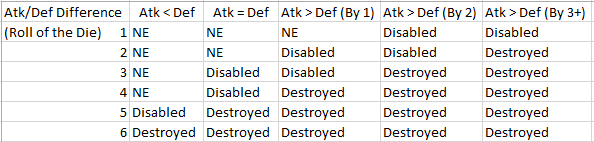 Atk/Def Difference Atk < Def Atk = Def Atk > Def (By 1) Atk > Def (By 2) Atk > Def (By 3+)
(Roll of the Die) 1 NE NE NE Disabled Disabled
2 NE NE Disabled Disabled Destroyed
3 NE Disabled Disabled Destroyed Destroyed
4 NE Disabled Destroyed Destroyed Destroyed
5 Disabled Destroyed Destroyed Destroyed Destroyed
6 Destroyed Destroyed Destroyed Destroyed Destroyed